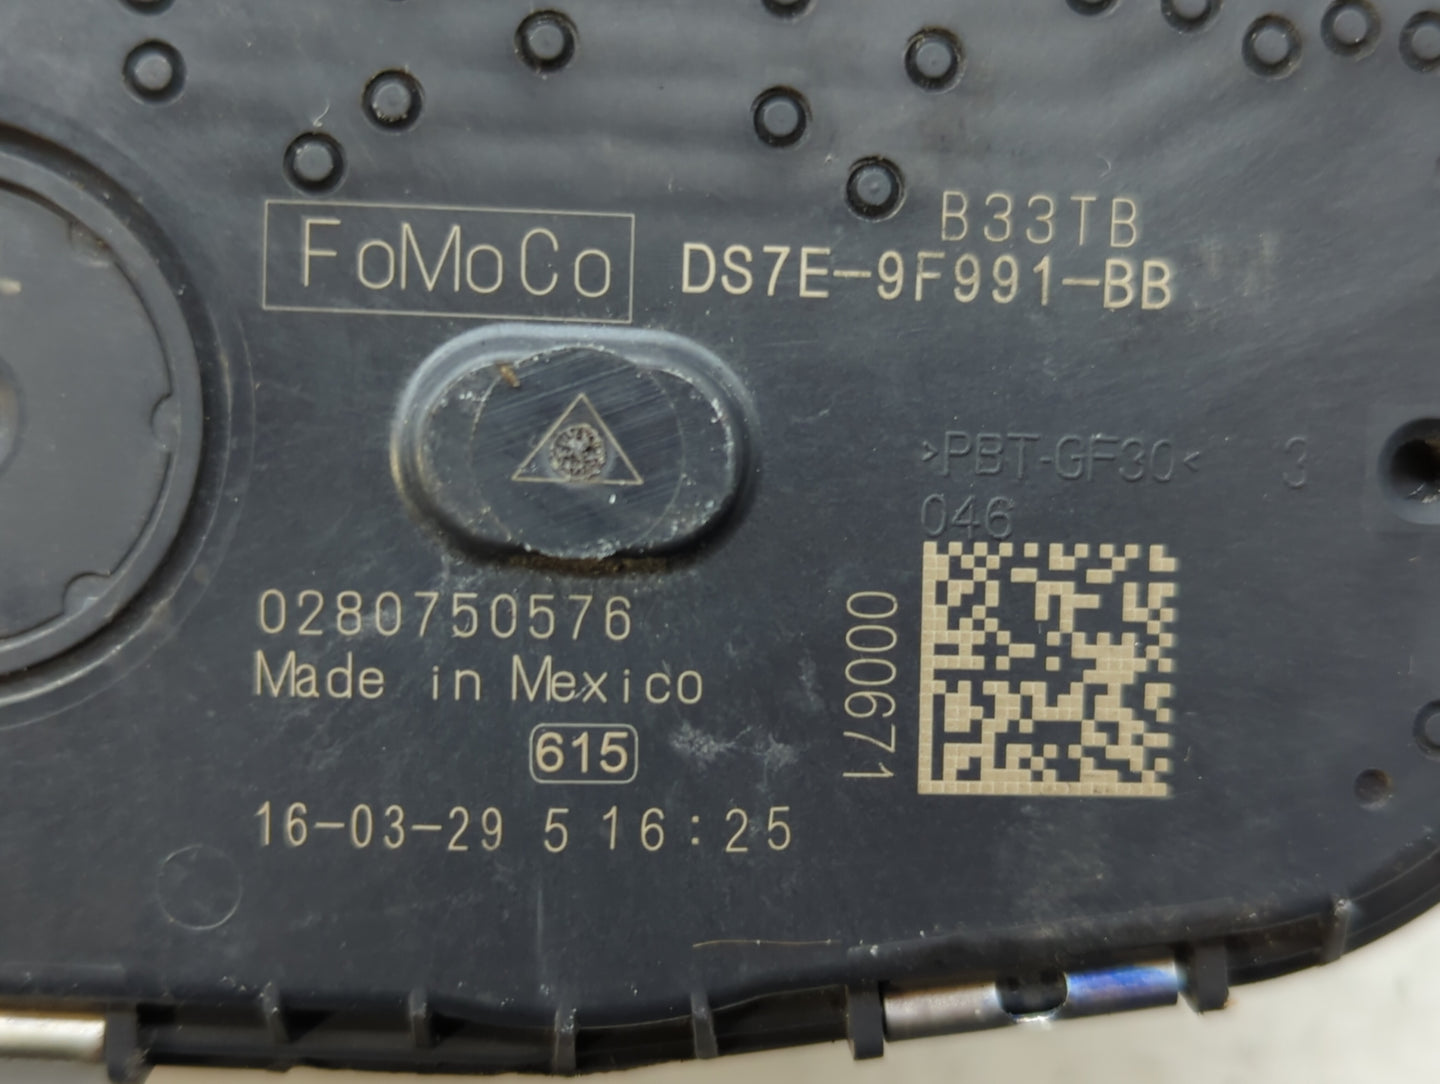 B33TB
FoMoCo
DS7E-9F991-BB
>PBT-GF30< 3
046
0280750576
Made in Mexico
000671
615
16-03-29 5 16:25